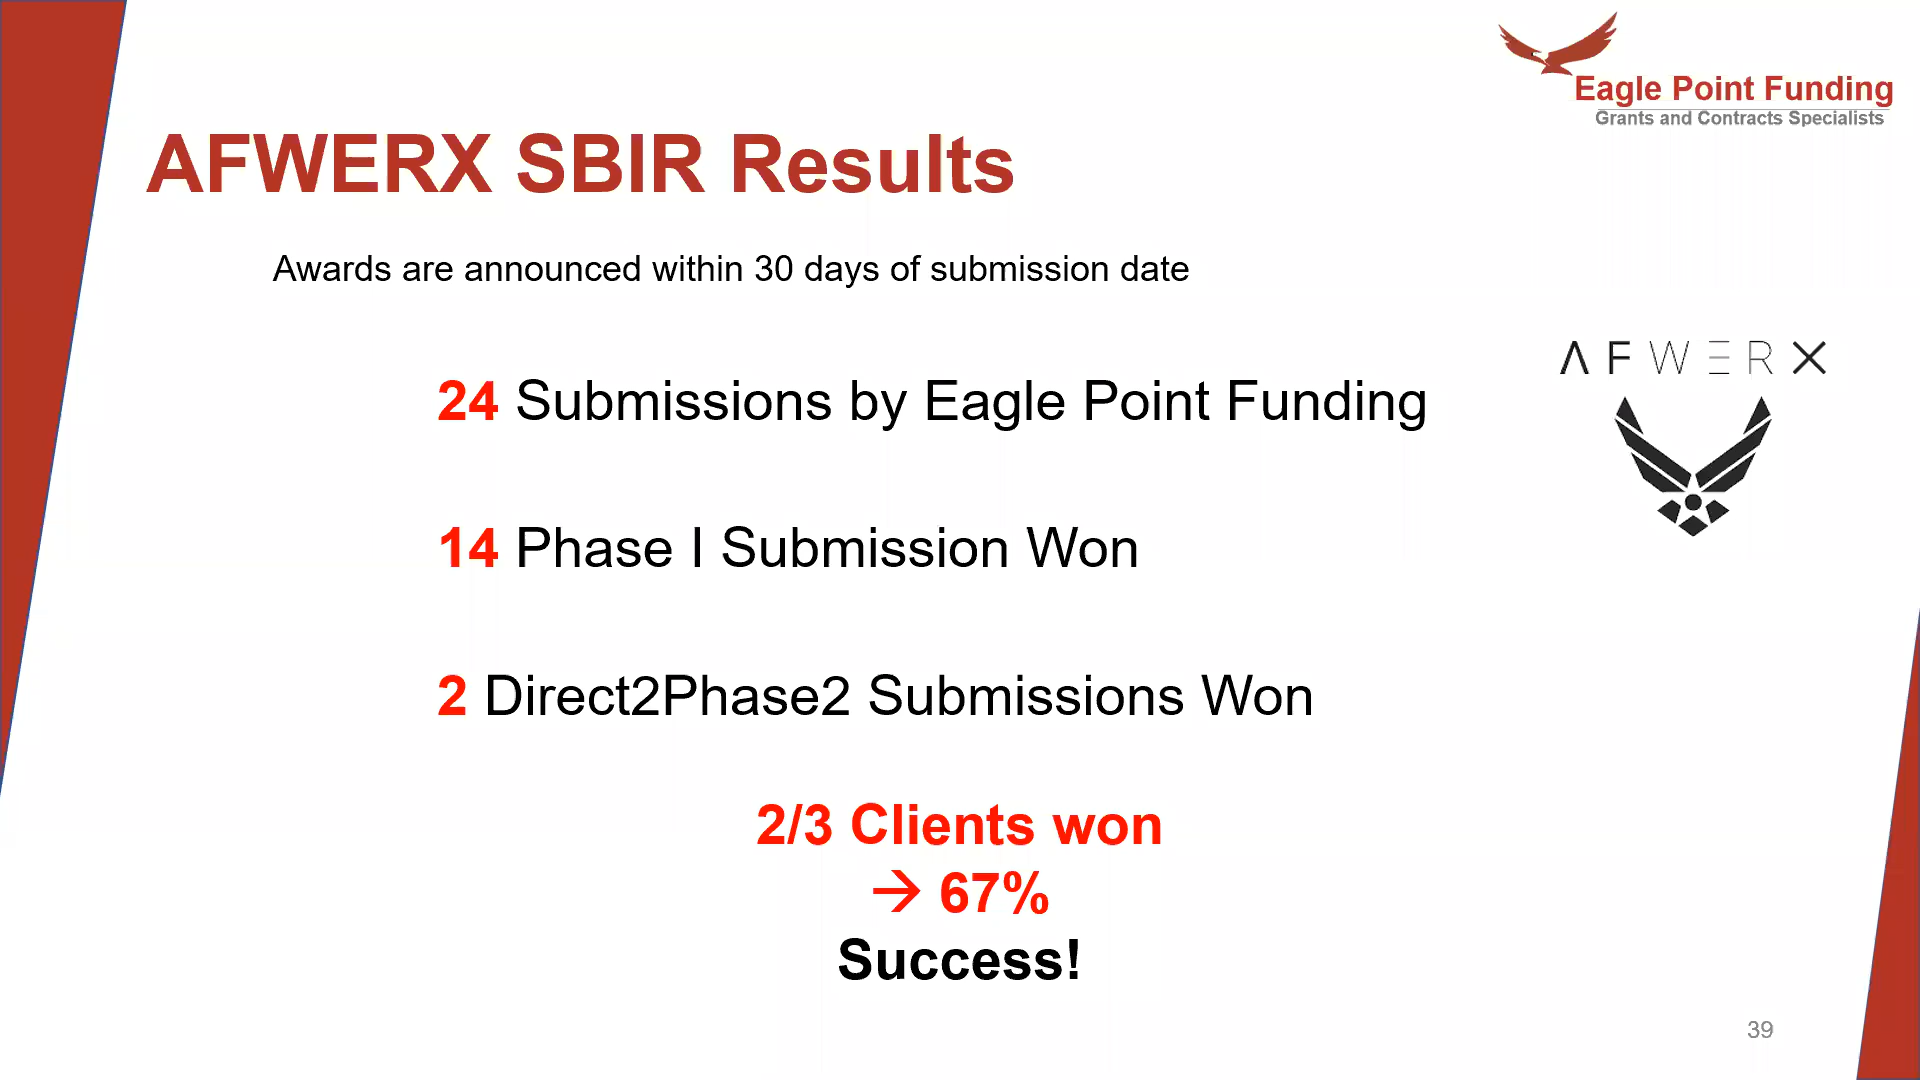 Eagle Point Funding
Grants and Contracts Specialists
AFWERX SBIR Results
Awards are announced within 30 days of submission date
AFWERX
24 Submissions by Eagle Point Funding
14 Phase I Submission Won
2 Direct2Phase2 Submissions Won
2/3 Clients won
→ 67%
Success!
39